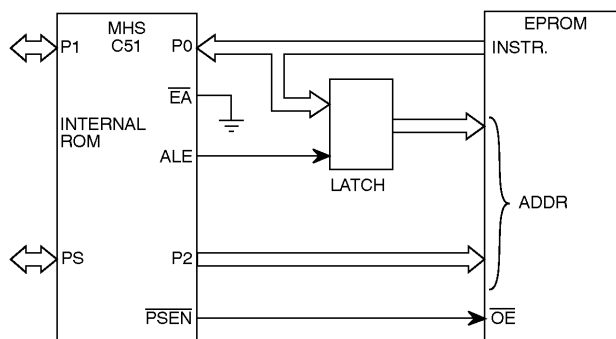 MHS
C51
P1
P0
EA
INTERNAL
ROM
ALE
PS
P2
PSEN
LATCH
EPROM
INSTR.
ADDR
OE